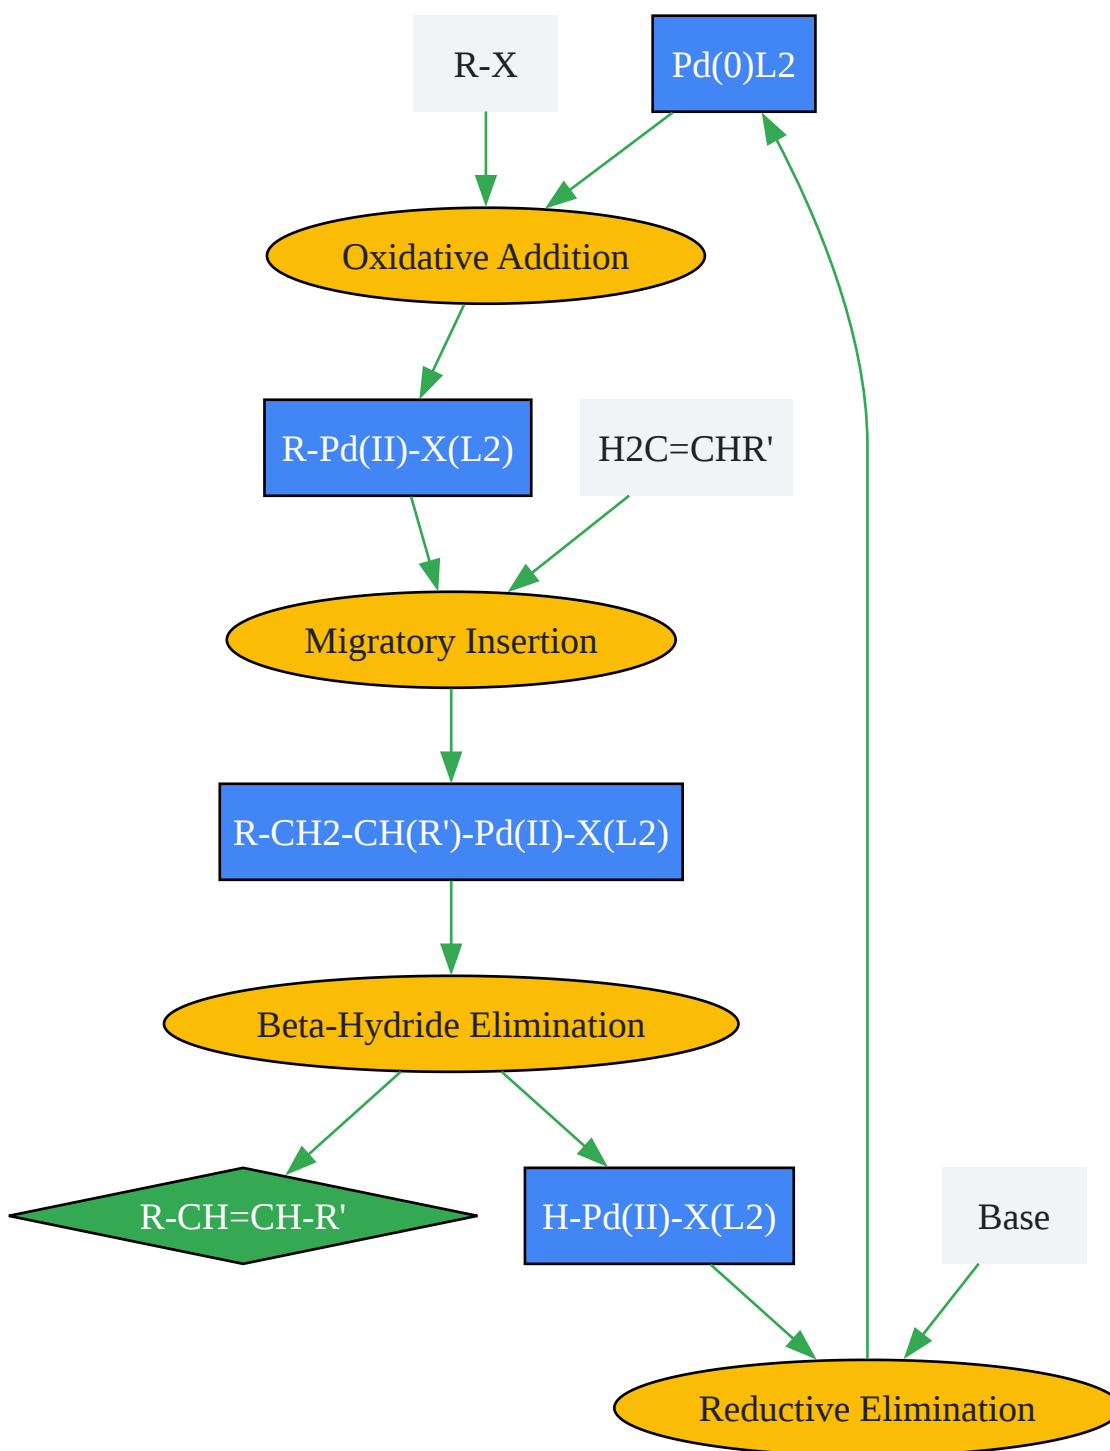 R-X
Pd(0)L2
Oxidative Addition
R-Pd(II)-X(L2)
H2C=CHR'
Migratory Insertion
R-CH2-CH(R')-Pd(II)-X(L2)
Beta-Hydride Elimination
R-CH=CH-R'
H-Pd(II)-X(L2)
Base
Reductive Elimination